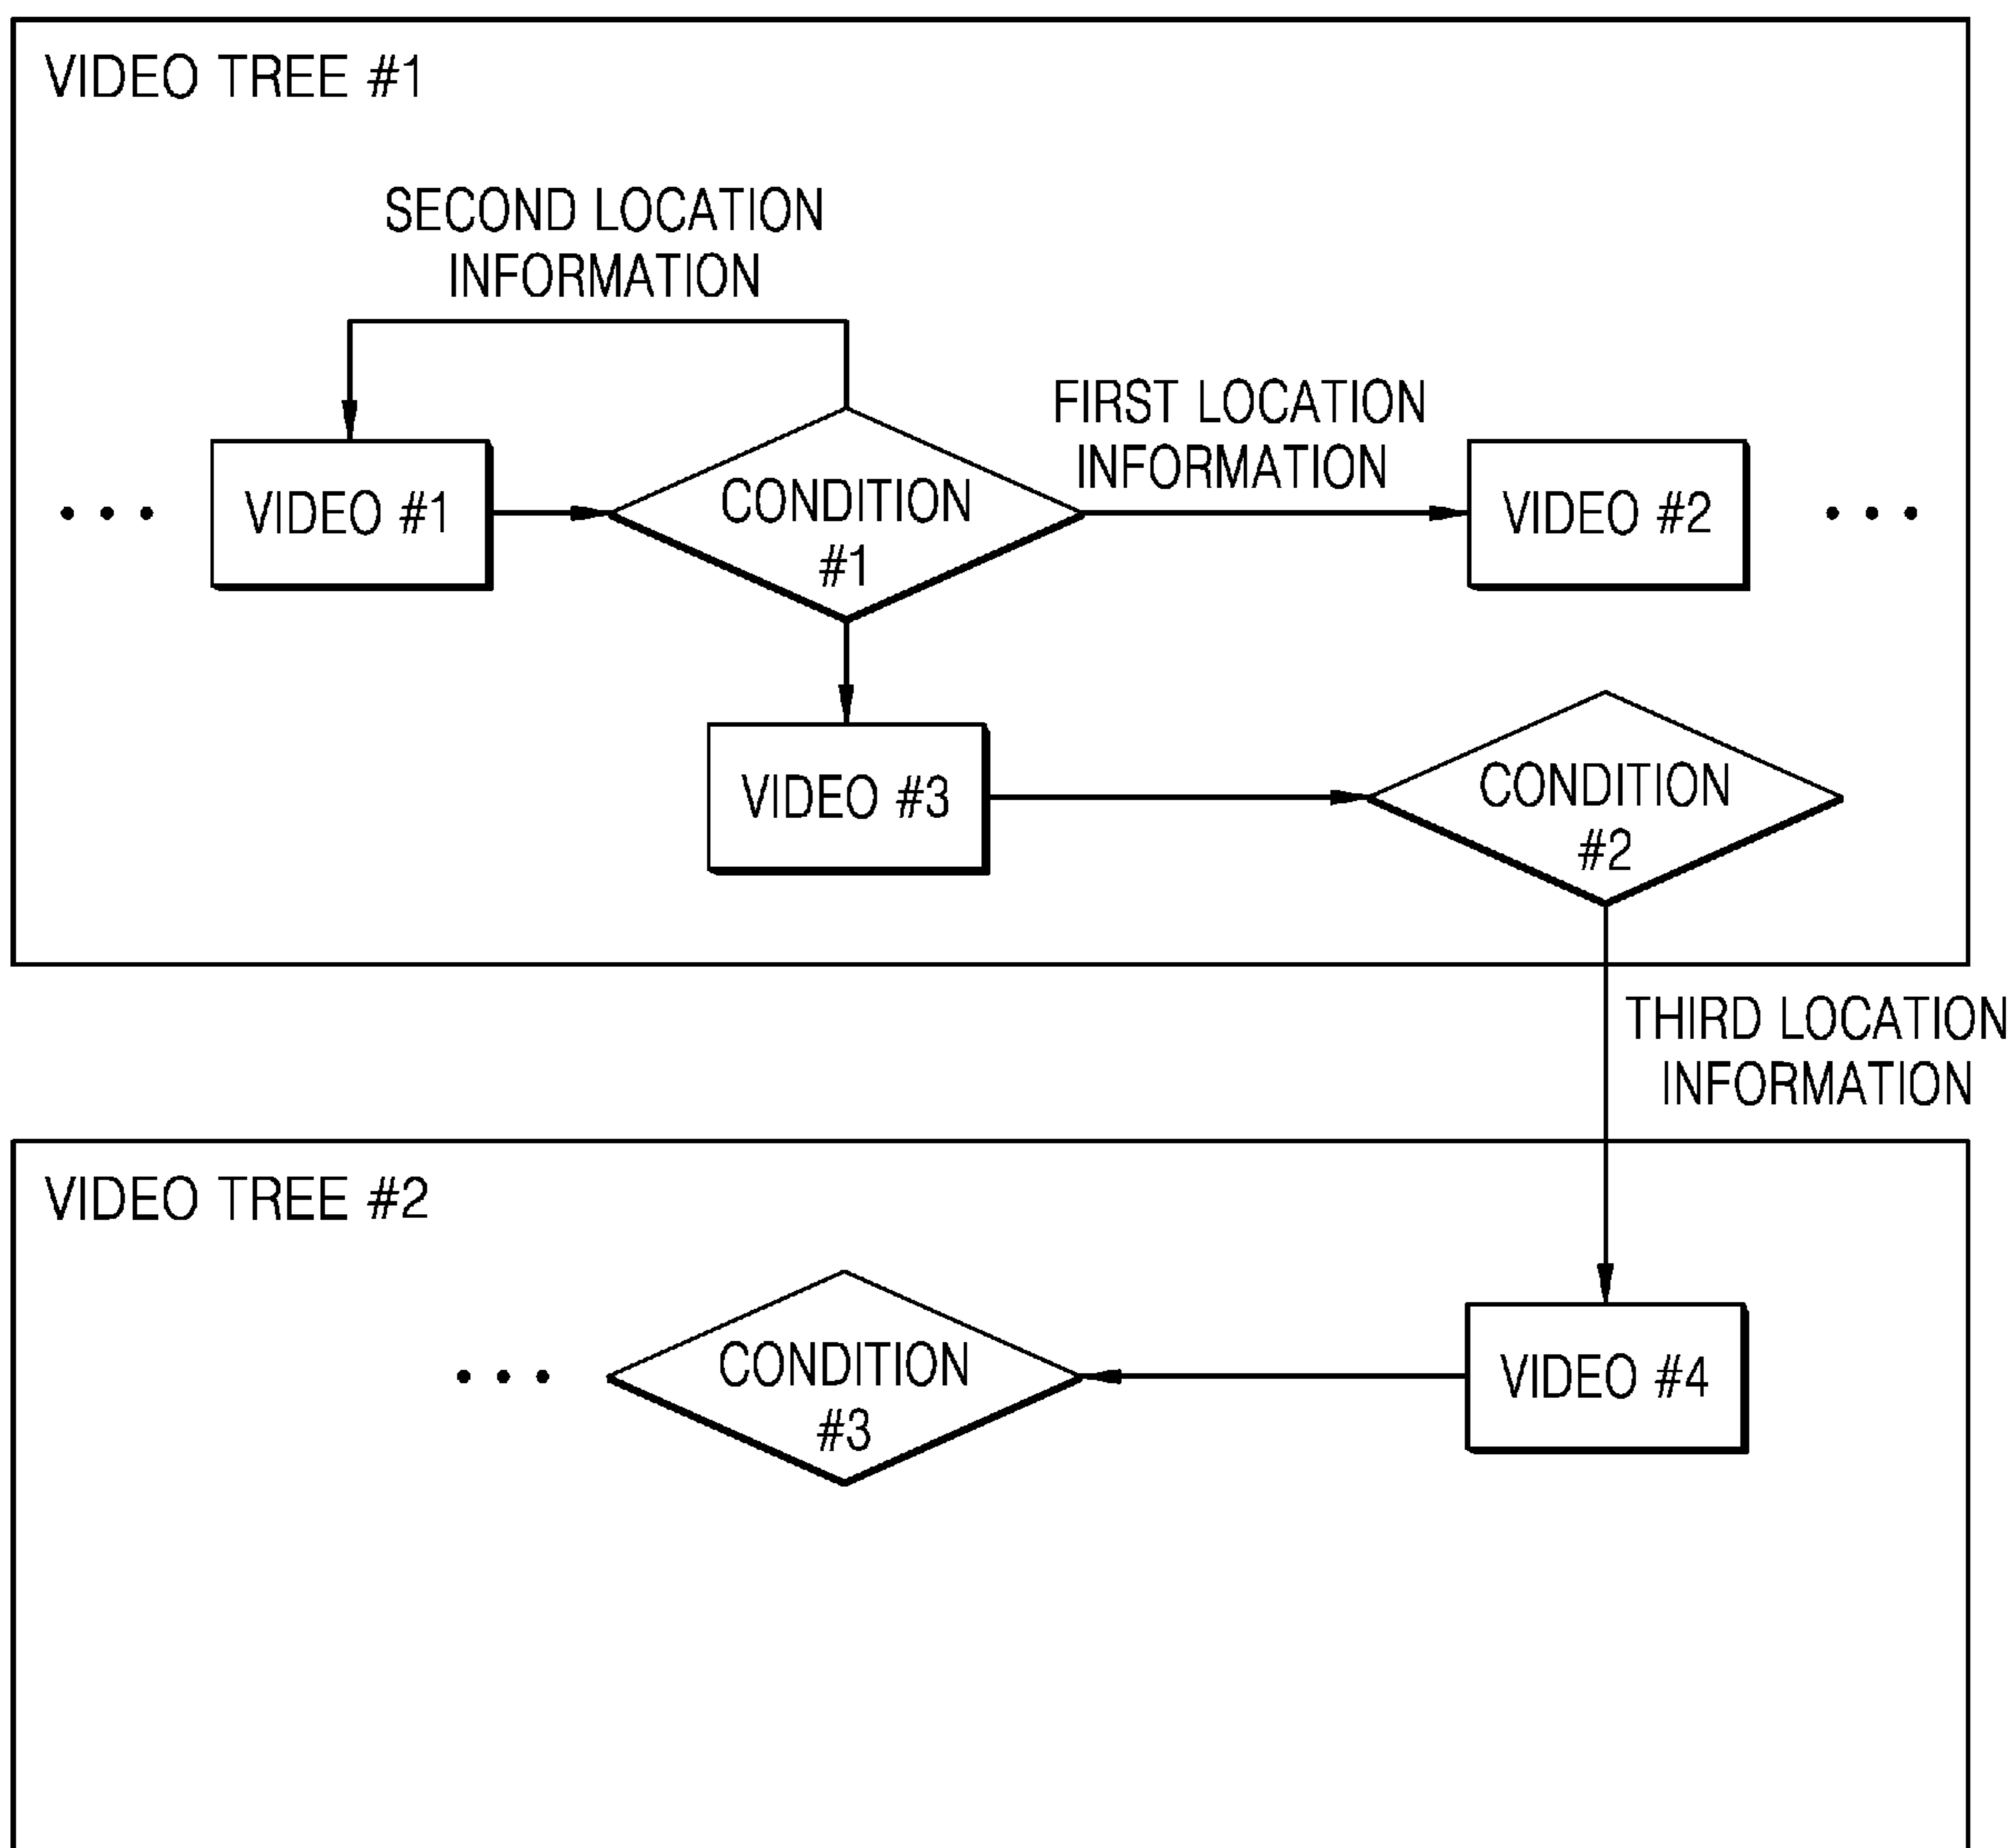 VIDEO TREE #1
SECOND LOCATION
INFORMATION
FIRST LOCATION
INFORMATION
• • •
VIDEO #1
CONDITION
#1
VIDEO #2
• • •
VIDEO #3
CONDITION
#2
THIRD LOCATION
INFORMATION
VIDEO TREE #2
• • •
CONDITION
#3
VIDEO #4